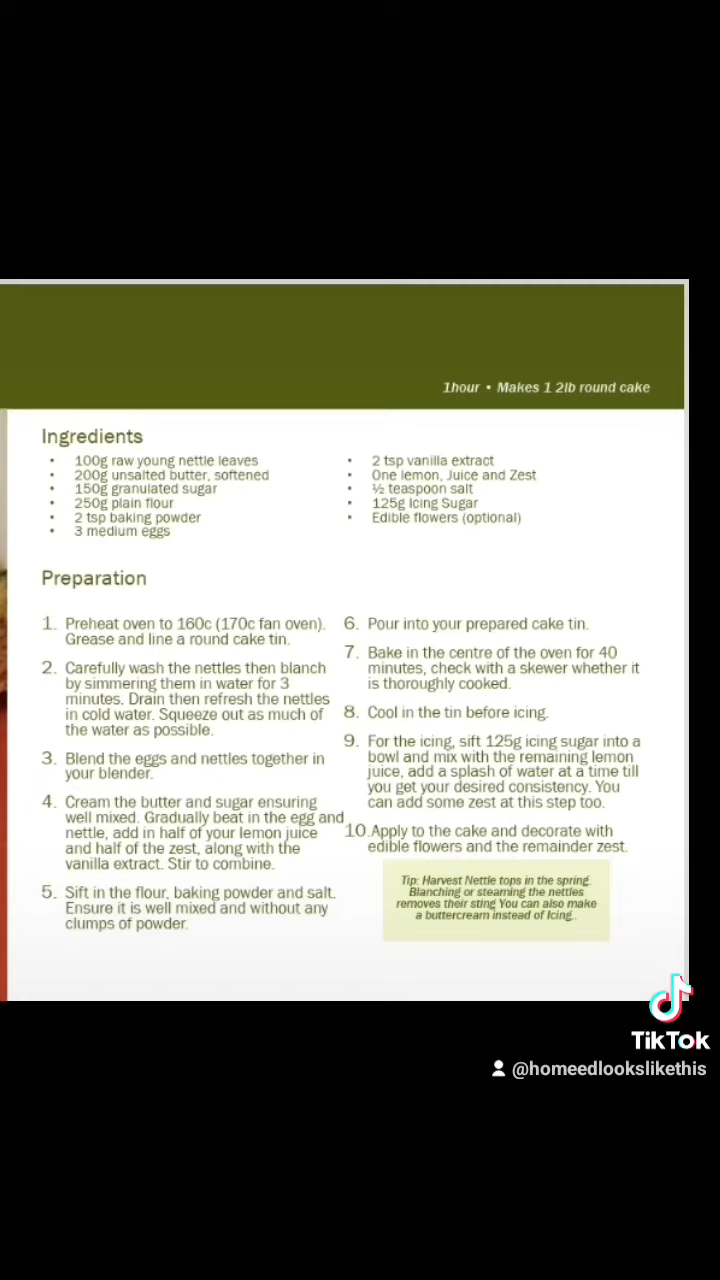 1hour • Makes 1 2lb round cake
Ingredients
• 100g raw young nettle leaves
• 200g unsalted butter, softened
• 150g granulated sugar
• 250g plain flour
• 2 tsp baking powder
• 3 medium eggs
• 2 tsp vanilla extract
• One lemon, Juice and Zest
• ½ teaspoon salt
• 125g Icing Sugar
• Edible flowers (optional)
Preparation
1. Preheat oven to 160c (170c fan oven).
Grease and line a round cake tin.
2. Carefully wash the nettles then blanch
by simmering them in water for 3
minutes. Drain then refresh the nettles
in cold water. Squeeze out as much of
the water as possible.
3. Blend the eggs and nettles together in
your blender.
4. Cream the butter and sugar ensuring
well mixed. Gradually beat in the egg and
nettle, add in half of your lemon juice
and half of the zest, along with the
vanilla extract. Stir to combine.
5. Sift in the flour, baking powder and salt.
Ensure it is well mixed and without any
clumps of powder.
6. Pour into your prepared cake tin.
7. Bake in the centre of the oven for 40
minutes, check with a skewer whether it
is thoroughly cooked.
8. Cool in the tin before icing.
9. For the icing, sift 125g icing sugar into a
bowl and mix with the remaining lemon
juice, add a splash of water at a time till
you get your desired consistency. You
can add some zest at this step too.
10. Apply to the cake and decorate with
edible flowers and the remainder zest.
Tip: Harvest Nettle tops in the spring.
Blanching or steaming the nettles
removes their sting You can also make
a buttercream instead of Icing..
TikTok
@homeedlookslikethis